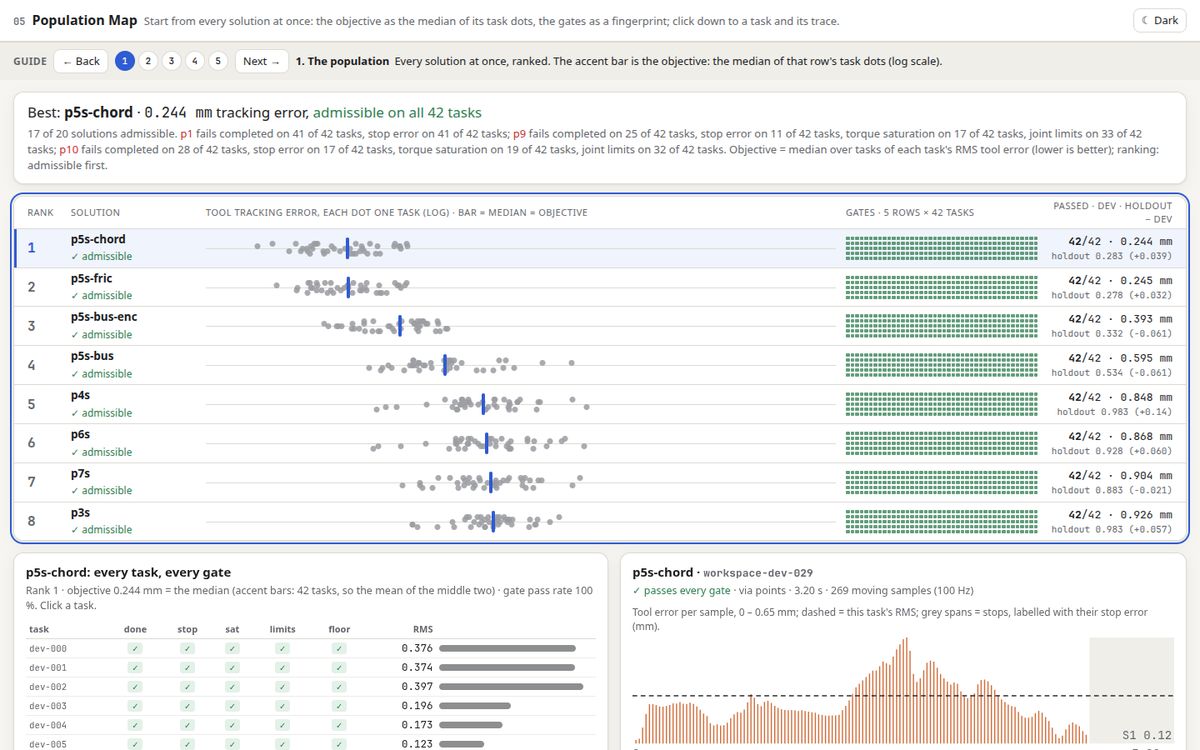 05 Population Map Start from every solution at once: the objective as the median of its task dots, the gates as a fingerprint; click down to a task and its trace. ☾ Dark
GUIDE ← Back 1 2 3 4 5 Next → 1. The population Every solution at once, ranked. The accent bar is the objective: the median of that row's task dots (log scale).
Best: p5s-chord · 0.244 mm tracking error, admissible on all 42 tasks
17 of 20 solutions admissible. p1 fails completion on 41 of 42 tasks, stop error on 41 of 42 tasks; p9 fails completion on 25 of 42 tasks, stop error on 11 of 42 tasks, torque saturation on 17 of 42 tasks, joint limits on 33 of 42
tasks; p10 fails completion on 28 of 42 tasks, stop error on 17 of 42 tasks, torque saturation on 19 of 42 tasks, joint limits on 32 of 42 tasks. Objective = median over tasks of each task's RMS tool error (lower is better); ranking:
admissible first.
RANK SOLUTION TOOL TRACKING ERROR, EACH DOT ONE TASK (LOG) · BAR = MEDIAN = OBJECTIVE GATES · 5 ROWS × 42 TASKS PASSED · DEV · HOLDOUT
− DEV
1 p5s-chord 42/42 · 0.244 mm
✓ admissible holdout 0.283 (+0.039)
2 p5s-fric 42/42 · 0.245 mm
✓ admissible holdout 0.278 (+0.032)
3 p5s-bus-enc 42/42 · 0.393 mm
✓ admissible holdout 0.332 (-0.061)
4 p5s-bus 42/42 · 0.595 mm
✓ admissible holdout 0.534 (-0.061)
5 p4s 42/42 · 0.848 mm
✓ admissible holdout 0.983 (+0.14)
6 p6s 42/42 · 0.868 mm
✓ admissible holdout 0.928 (+0.060)
7 p7s 42/42 · 0.904 mm
✓ admissible holdout 0.883 (-0.021)
8 p3s 42/42 · 0.926 mm
✓ admissible holdout 0.983 (+0.057)
p5s-chord: every task, every gate
Rank 1 · objective 0.244 mm = the median (accent bars: 42 tasks, so the mean of the middle two) · gate pass rate 100
%. Click a task.
task done stop sat limits floor RMS
dev-000 ✓ ✓ ✓ ✓ ✓ 0.376
dev-001 ✓ ✓ ✓ ✓ ✓ 0.374
dev-002 ✓ ✓ ✓ ✓ ✓ 0.397
dev-003 ✓ ✓ ✓ ✓ ✓ 0.196
dev-004 ✓ ✓ ✓ ✓ ✓ 0.173
dev-005 ✓ ✓ ✓ ✓ ✓ 0.123
p5s-chord · workspace-dev-029
✓ passes every gate · via points · 3.20 s · 269 moving samples (100 Hz)
Tool error per sample, 0 – 0.65 mm; dashed = this task's RMS; grey spans = stops, labelled with their stop error
(mm).
S1 0.12